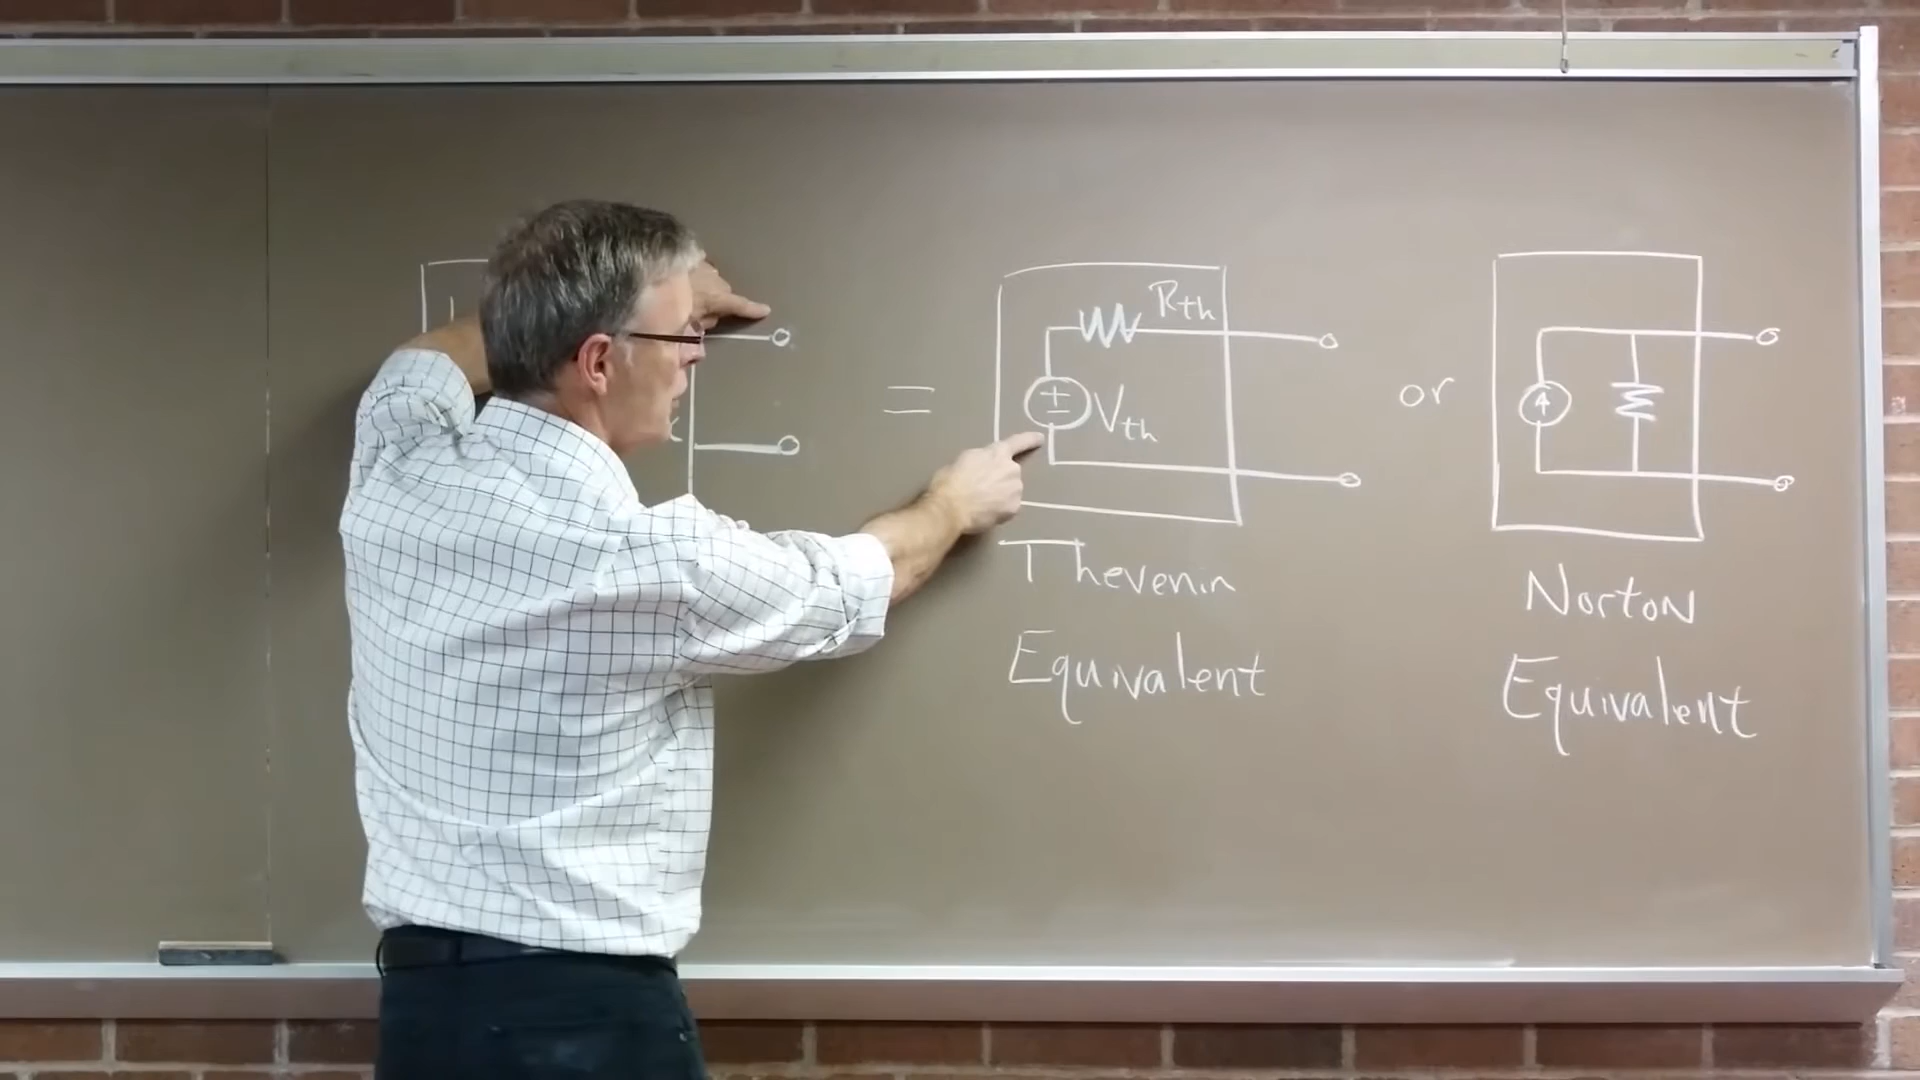 Rth
Vth
=
or
Thevenin
Equivalent
Norton
Equivalent